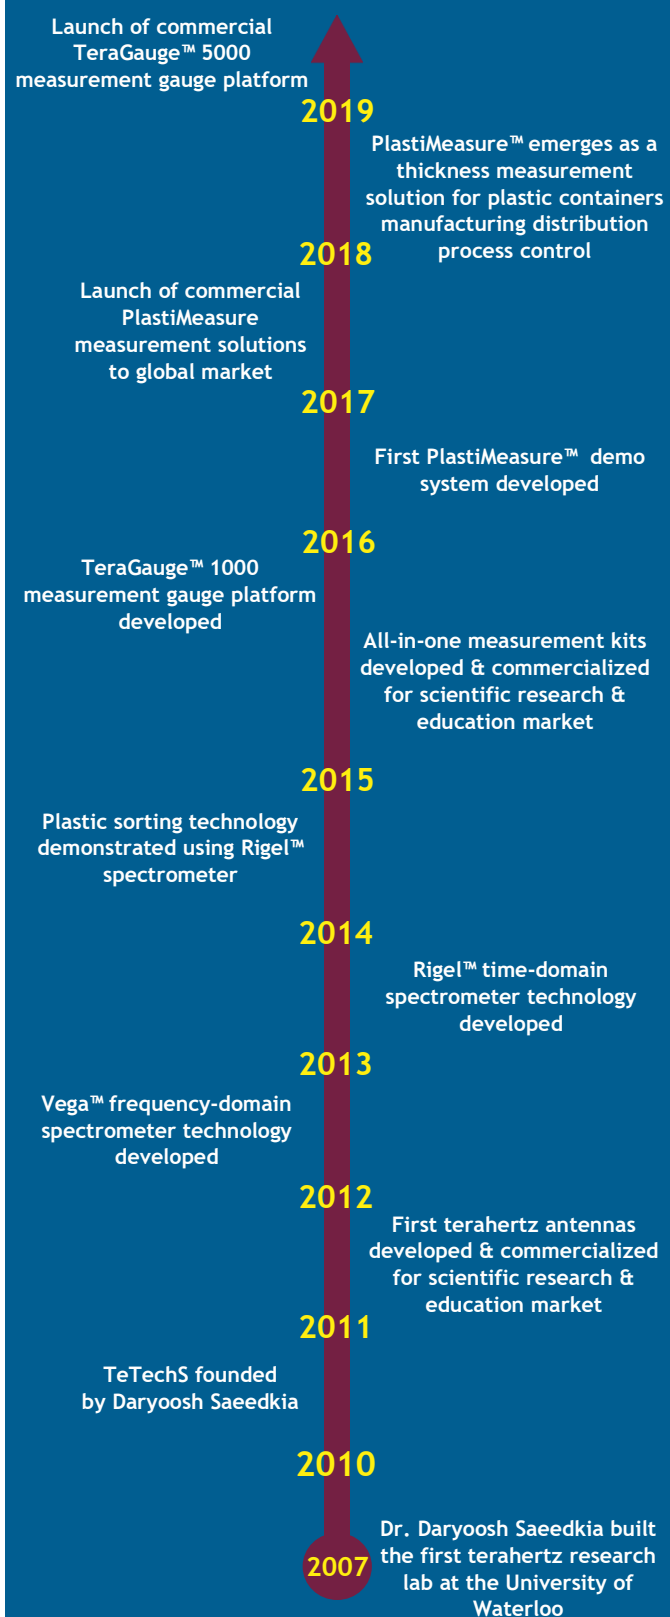 Launch of commercial
TeraGauge™ 5000
measurement gauge platform
2019
PlastiMeasure™ emerges as a
thickness measurement
solution for plastic containers
manufacturing distribution
process control
2018
Launch of commercial
PlastiMeasure
measurement solutions
to global market
2017
First PlastiMeasure™ demo
system developed
2016
TeraGauge™ 1000
measurement gauge platform
developed
All-in-one measurement kits
developed & commercialized
for scientific research &
education market
2015
Plastic sorting technology
demonstrated using Rigel™
spectrometer
2014
Rigel™ time-domain
spectrometer technology
developed
2013
Vega™ frequency-domain
spectrometer technology
developed
2012
First terahertz antennas
developed & commercialized
for scientific research &
education market
2011
TeTechS founded
by Daryoosh Saeedkia
2010
Dr. Daryoosh Saeedkia built
the first terahertz research
lab at the University of
Waterloo
2007